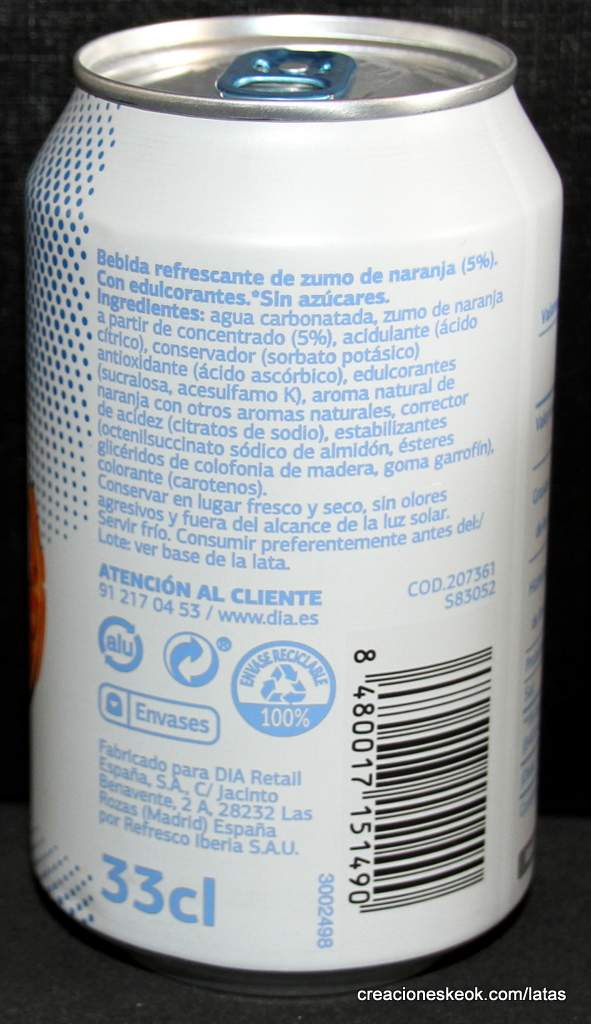 Bebida refrescante de zumo de naranja (5%).
Con edulcorantes.*Sin azúcares.
Ingredientes: agua carbonatada, zumo de naranja
a partir de concentrado (5%), acidulante (ácido
cítrico), conservador (sorbato potásico)
antioxidante (ácido ascórbico), edulcorantes
(sucralosa, acesulfamo K), aroma natural de
naranja con otros aromas naturales, corrector
de acidez (citratos de sodio), estabilizantes
(octenilsuccinato sódico de almidón, ésteres
glicéridos de colofonia de madera, goma garrofín),
colorante (carotenos).
Conservar en lugar fresco y seco, sin olores
agresivos y fuera del alcance de la luz solar.
Servir frío. Consumir preferentemente antes del:/
Lote: ver base de la lata.
ATENCIÓN AL CLIENTE
91 217 04 53 / www.dia.es
COD.207361
S83052
alu
®
ENVASE RECICLABLE
100%
Envases
Fabricado para DIA Retail
España, S.A., C/ Jacinto
Benavente, 2 A. 28232 Las
Rozas (Madrid) España
por Refresco Iberia S.A.U.
33cl
3002498
8 480017 151490
creacioneskeok.com/latas